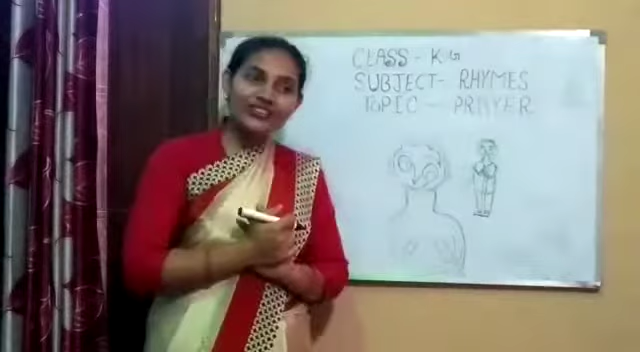 CLASS - KG
SUBJECT- RHYMES
TOPIC - PRAYER